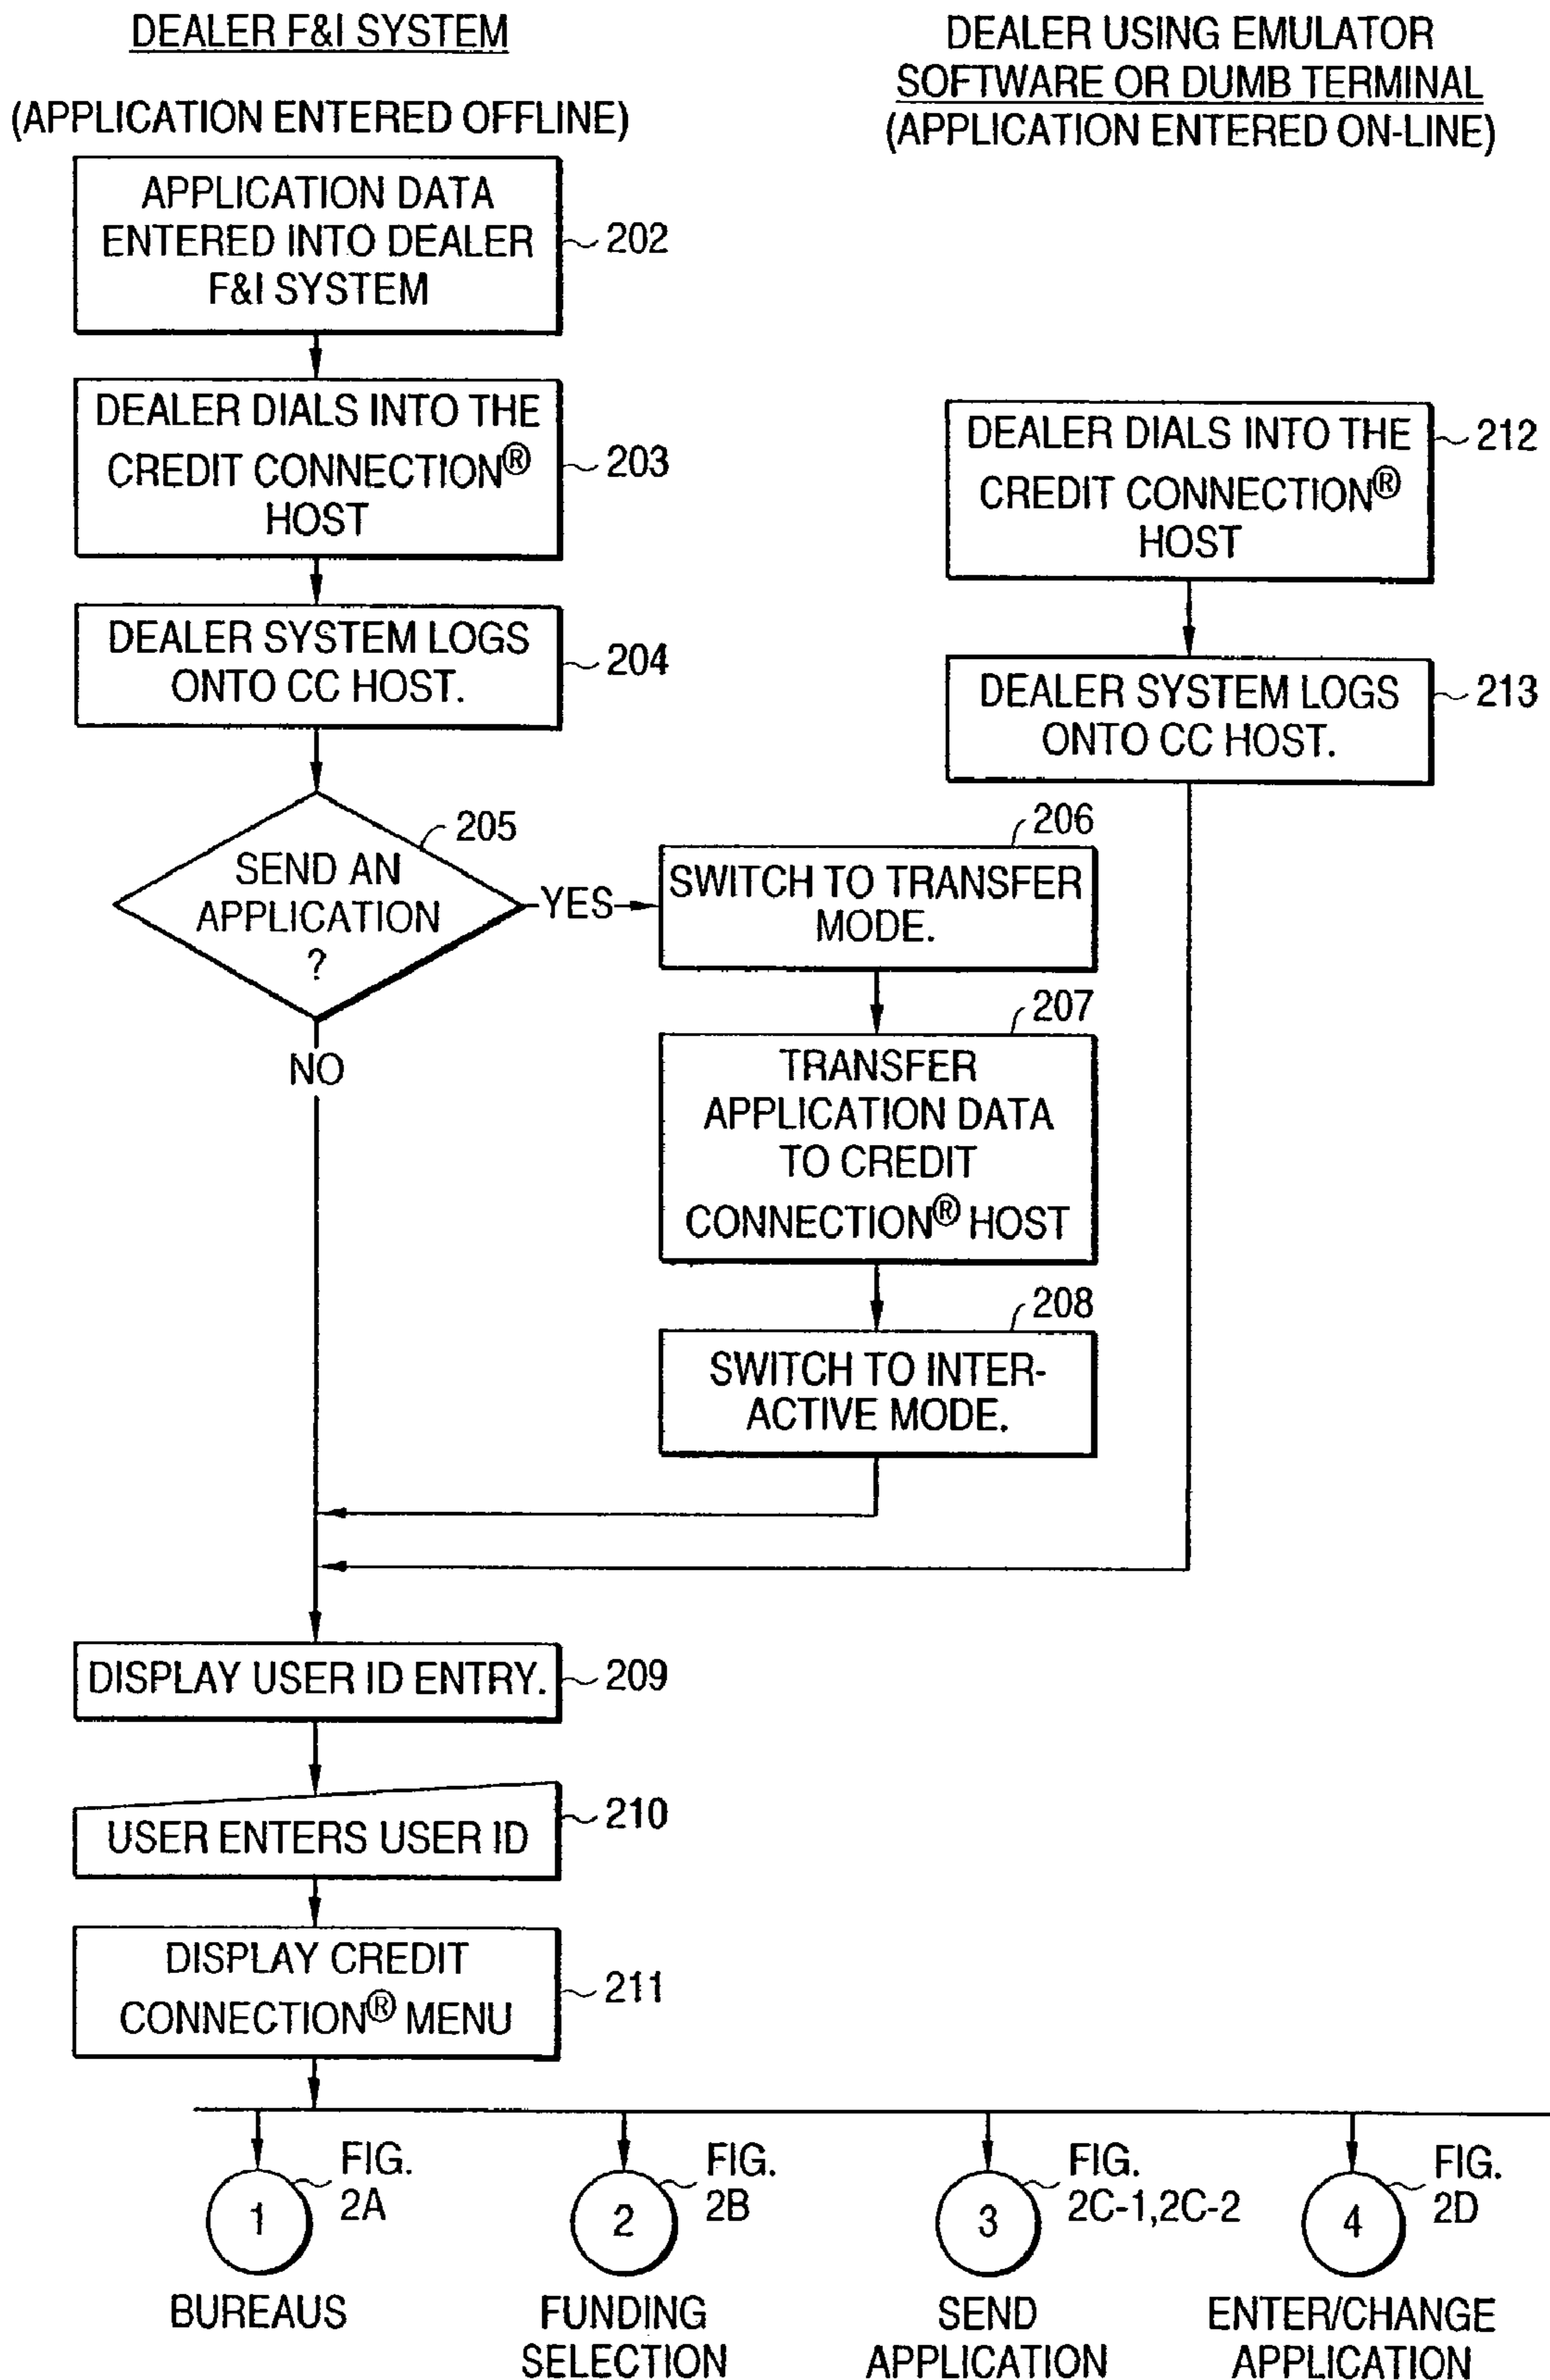 DEALER F&I SYSTEM
(APPLICATION ENTERED OFFLINE)
DEALER USING EMULATOR
SOFTWARE OR DUMB TERMINAL
(APPLICATION ENTERED ON-LINE)
APPLICATION DATA
ENTERED INTO DEALER
F&I SYSTEM
202
DEALER DIALS INTO THE
CREDIT CONNECTION®
HOST
203
DEALER DIALS INTO THE
CREDIT CONNECTION®
HOST
212
DEALER SYSTEM LOGS
ONTO CC HOST.
204
DEALER SYSTEM LOGS
ONTO CC HOST.
213
SEND AN
APPLICATION
?
205
YES
NO
206
SWITCH TO TRANSFER
MODE.
207
TRANSFER
APPLICATION DATA
TO CREDIT
CONNECTION® HOST
208
SWITCH TO INTER-
ACTIVE MODE.
DISPLAY USER ID ENTRY.
209
USER ENTERS USER ID
210
DISPLAY CREDIT
CONNECTION® MENU
211
1
FIG.
2A
BUREAUS
2
FIG.
2B
FUNDING
SELECTION
3
FIG.
2C-1,2C-2
SEND
APPLICATION
4
FIG.
2D
ENTER/CHANGE
APPLICATION